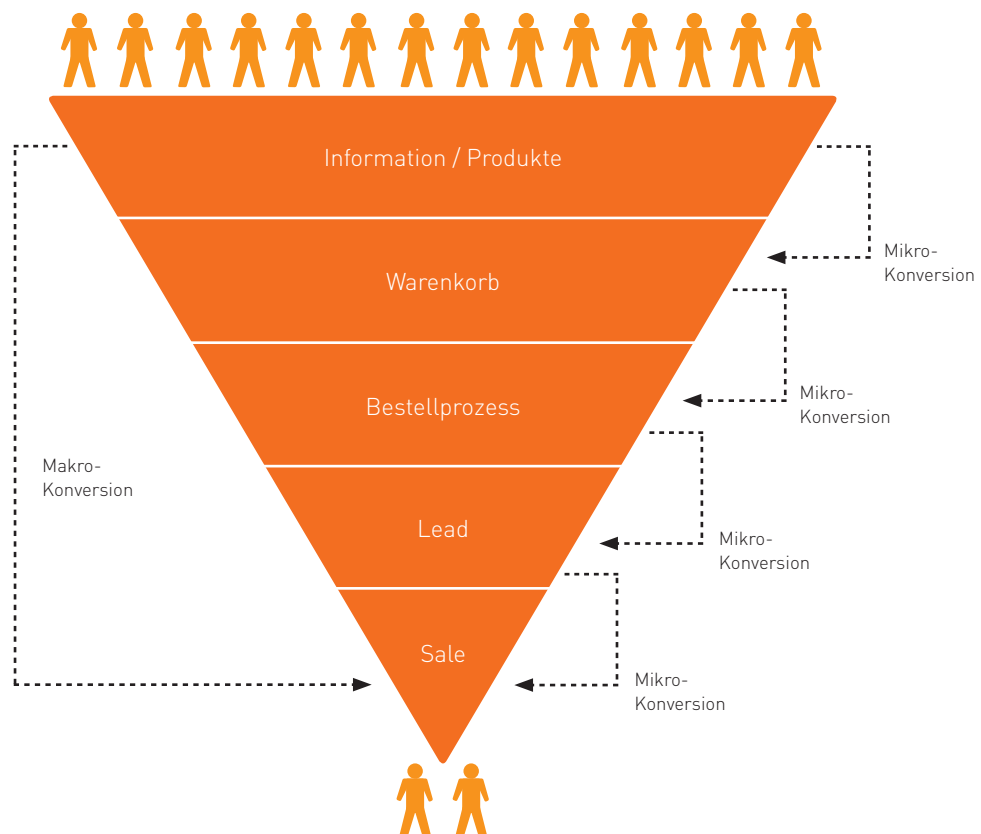 Information / Produkte
Mikro-
Konversion
Warenkorb
Mikro-
Konversion
Bestellprozess
Makro-
Konversion
Lead
Mikro-
Konversion
Sale
Mikro-
Konversion